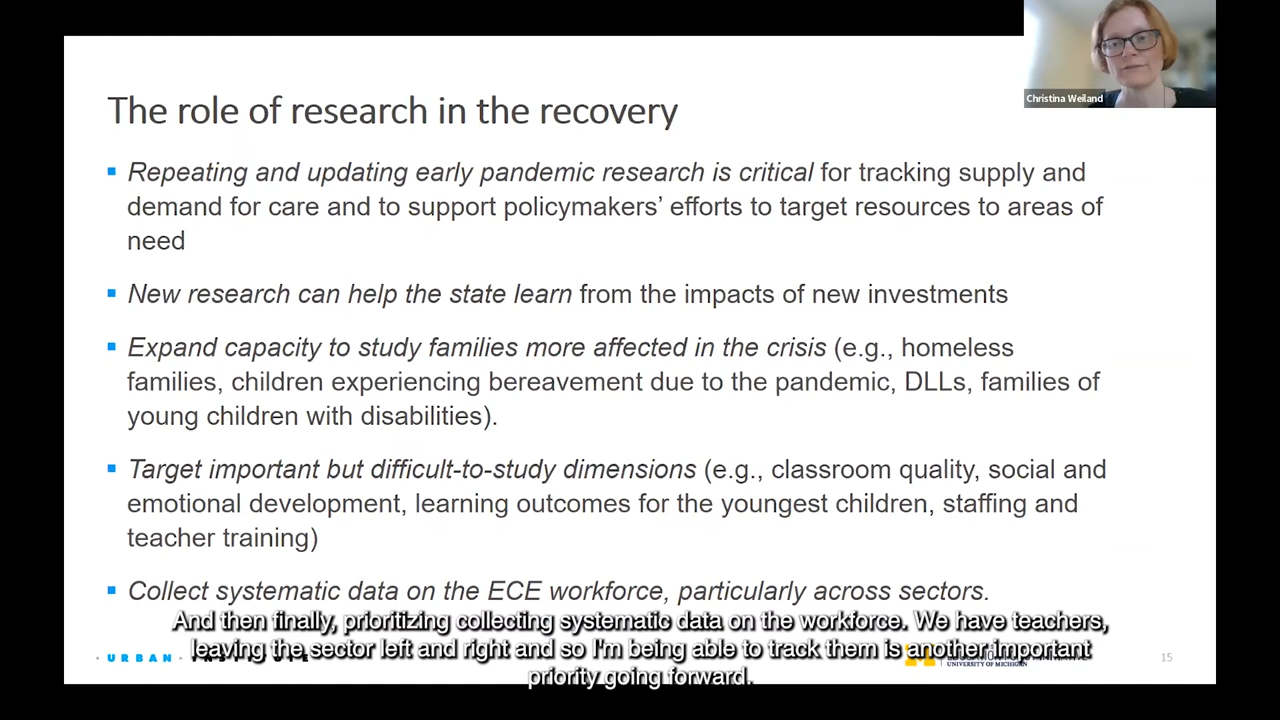 Christina Weiland
The role of research in the recovery
Repeating and updating early pandemic research is critical for tracking supply and
demand for care and to support policymakers’ efforts to target resources to areas of
need
New research can help the state learn from the impacts of new investments
Expand capacity to study families more affected in the crisis (e.g., homeless
families, children experiencing bereavement due to the pandemic, DLLs, families of
young children with disabilities).
Target important but difficult-to-study dimensions (e.g., classroom quality, social and
emotional development, learning outcomes for the youngest children, staffing and
teacher training)
Collect systematic data on the ECE workforce, particularly across sectors.
And then finally, prioritizing collecting systematic data on the workforce. We have teachers,
leaving the sector left and right and so I'm being able to track them is another important
priority going forward.
URBAN INSTITUTE
UNIVERSITY OF MICHIGAN
15